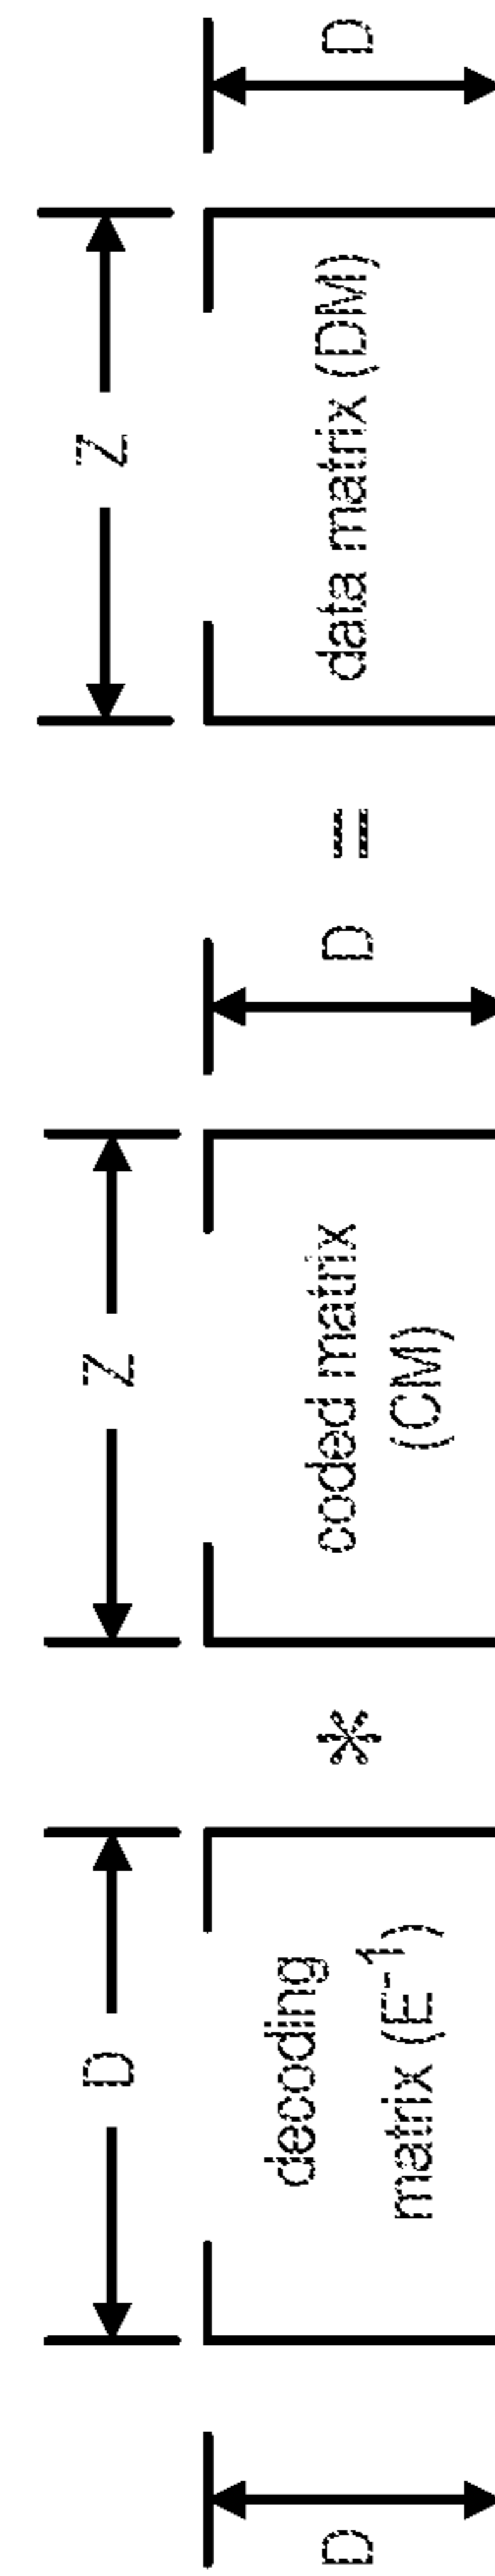 D
D
decoding
matrix (E⁻¹)
*
Z
coded matrix
(CM)
D
=
Z
data matrix (DM)
D